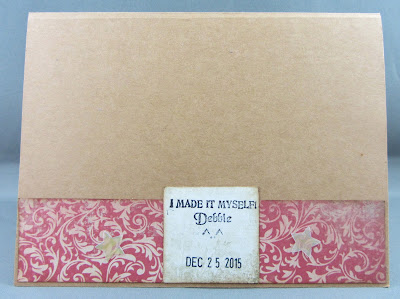 I MADE IT MYSELF!
Debbie
^.^
DEC 25 2015